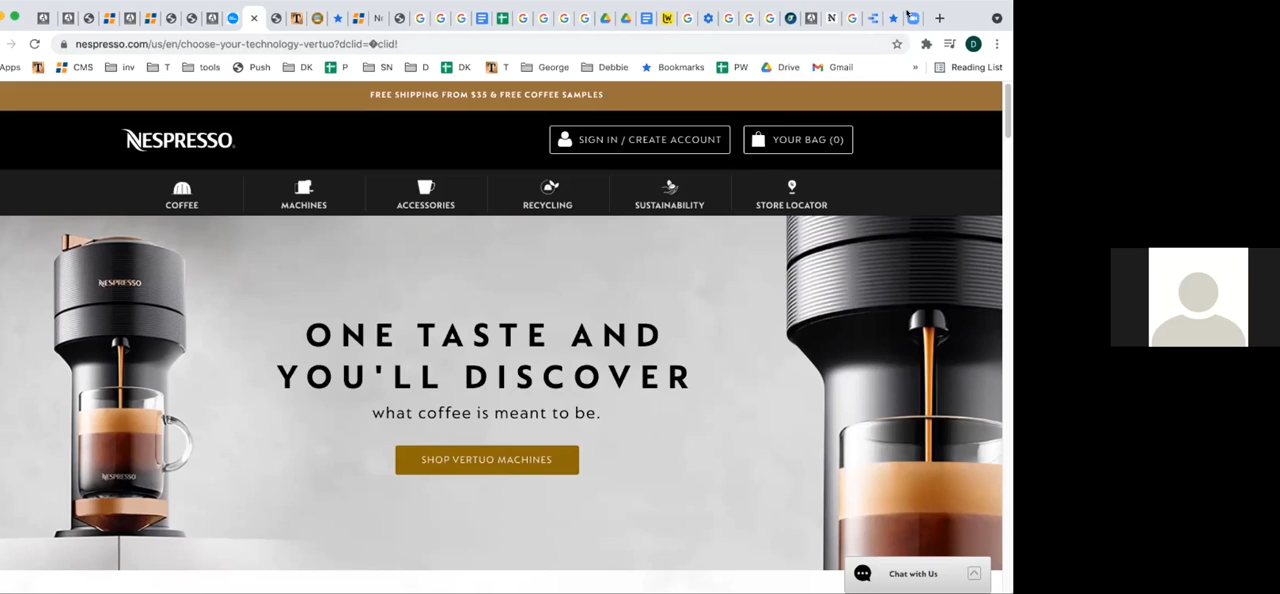 nespresso.com/us/en/choose-your-technology-vertuo?dclid=�clid!
Apps T CMS inv T tools Push DK P SN D DK T George Debbie Bookmarks PW Drive Gmail » Reading List
FREE SHIPPING FROM $35 & FREE COFFEE SAMPLES
NESPRESSO.
SIGN IN / CREATE ACCOUNT
YOUR BAG (0)
COFFEE MACHINES ACCESSORIES RECYCLING SUSTAINABILITY STORE LOCATOR
NESPRESSO
ONE TASTE AND
YOU'LL DISCOVER
what coffee is meant to be.
SHOP VERTUO MACHINES
NESPRESSO
Chat with Us